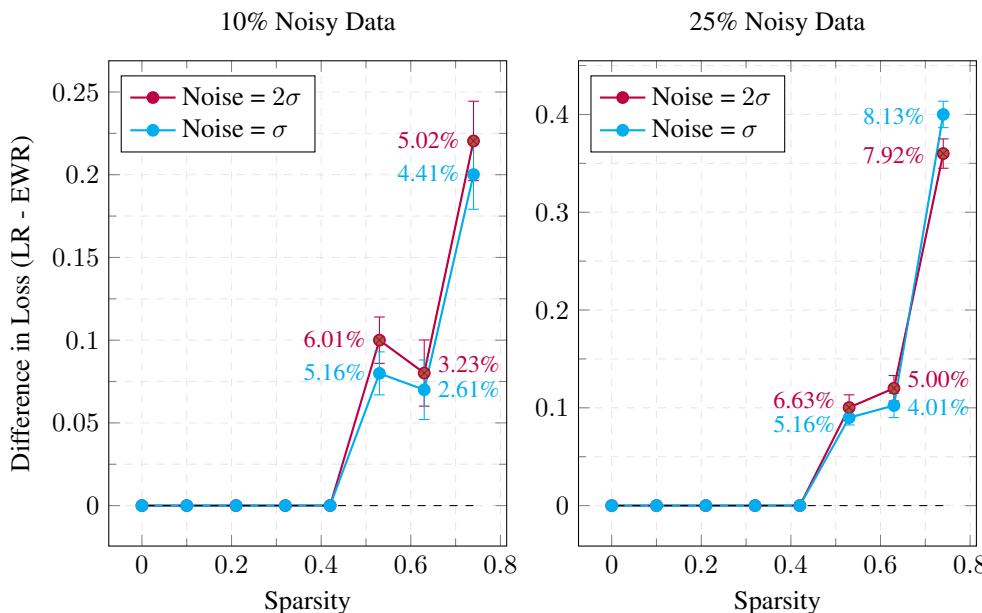 10% Noisy Data
Difference in Loss (LR - EWR)
0.25
0.2
0.15
0.1
0.05
0
Noise = 2σ
Noise = σ
5.02%
4.41%
6.01%
5.16%
3.23%
2.61%
0 0.2 0.4 0.6 0.8
Sparsity
25% Noisy Data
0.4
0.3
0.2
0.1
0
Noise = 2σ
Noise = σ
8.13%
7.92%
6.63%
5.16%
5.00%
4.01%
0 0.2 0.4 0.6 0.8
Sparsity